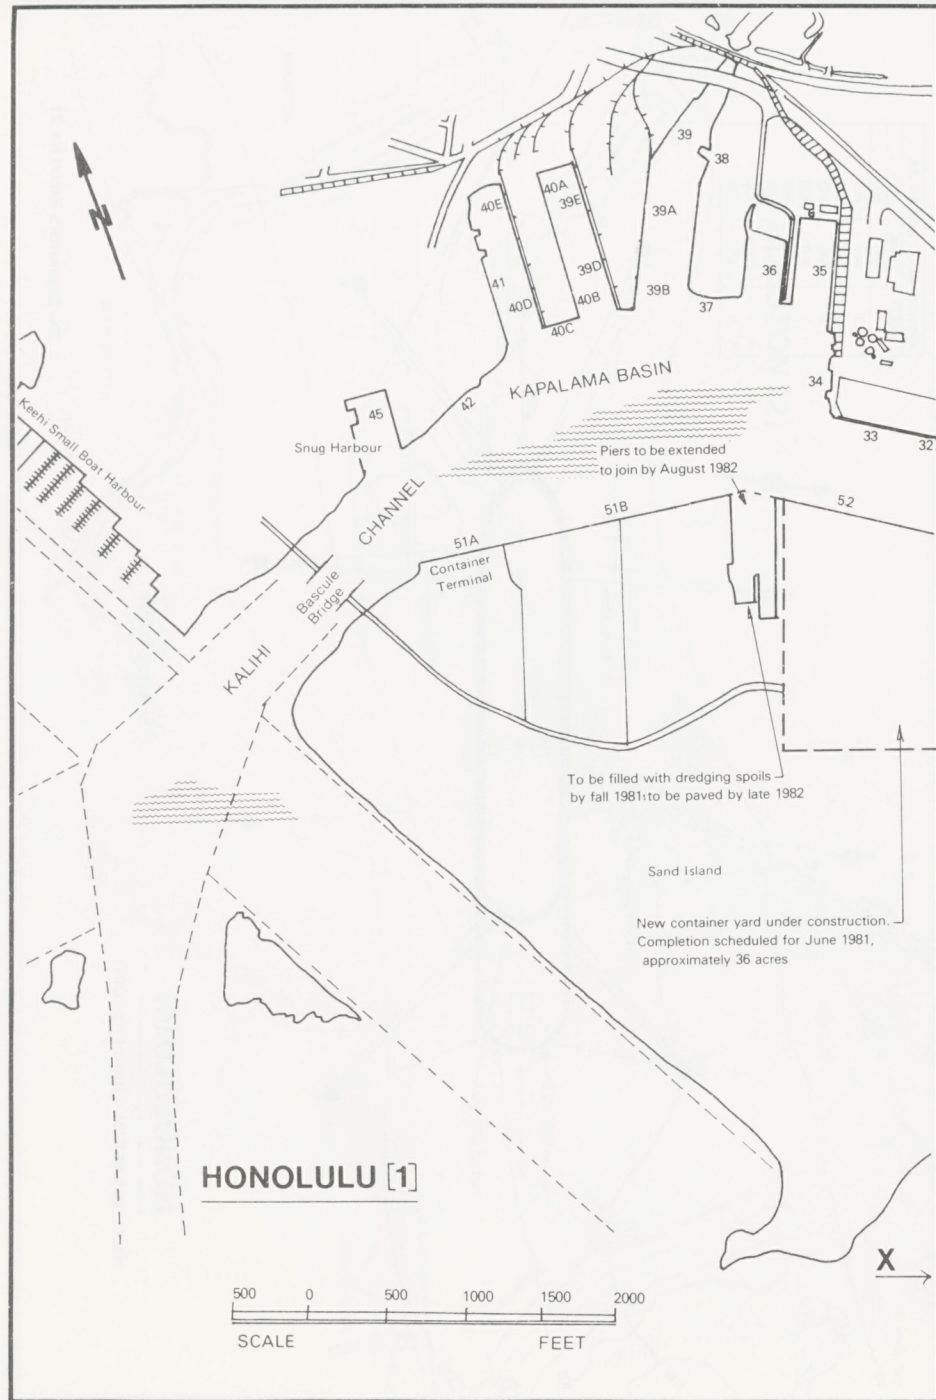 39
38
40A
40E
39E
39A
36
35
41
39D
40D
40B
39B
37
40C
KAPALAMA BASIN
34
42
45
33
32
Keehi Small Boat Harbour
Snug Harbour
Piers to be extended
to join by August 1982
CHANNEL
51B
52
51A
Container
Terminal
Bascule
Bridge
KALIHI
N
To be filled with dredging spoils
by fall 1981: to be paved by late 1982
Sand Island
New container yard under construction.
Completion scheduled for June 1981,
approximately 36 acres
HONOLULU [1]
X
500 0 500 1000 1500 2000
SCALE FEET